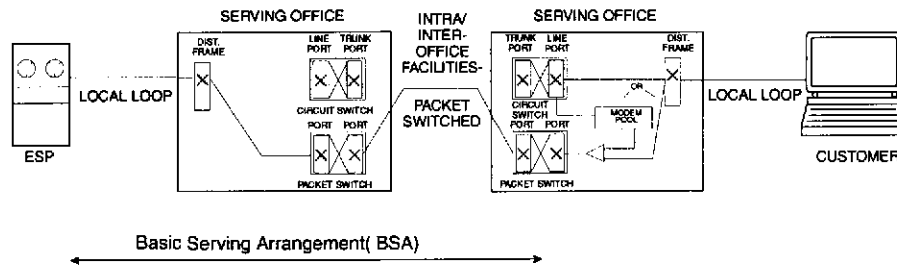 SERVING OFFICE
INTRA/
INTER-
OFFICE
FACILITIES-
PACKET
SWITCHED
SERVING OFFICE
DIST.
FRAME
LINE
PORT
TRUNK
PORT
CIRCUIT SWITCH
PORT
PORT
PACKET SWITCH
TRUNK
PORT
LINE
PORT
DIST.
FRAME
CIRCUIT
SWITCH
OR
MODEM
POOL
PORT
PORT
PACKET SWITCH
LOCAL LOOP
LOCAL LOOP
ESP
CUSTOMER
Basic Serving Arrangement( BSA)